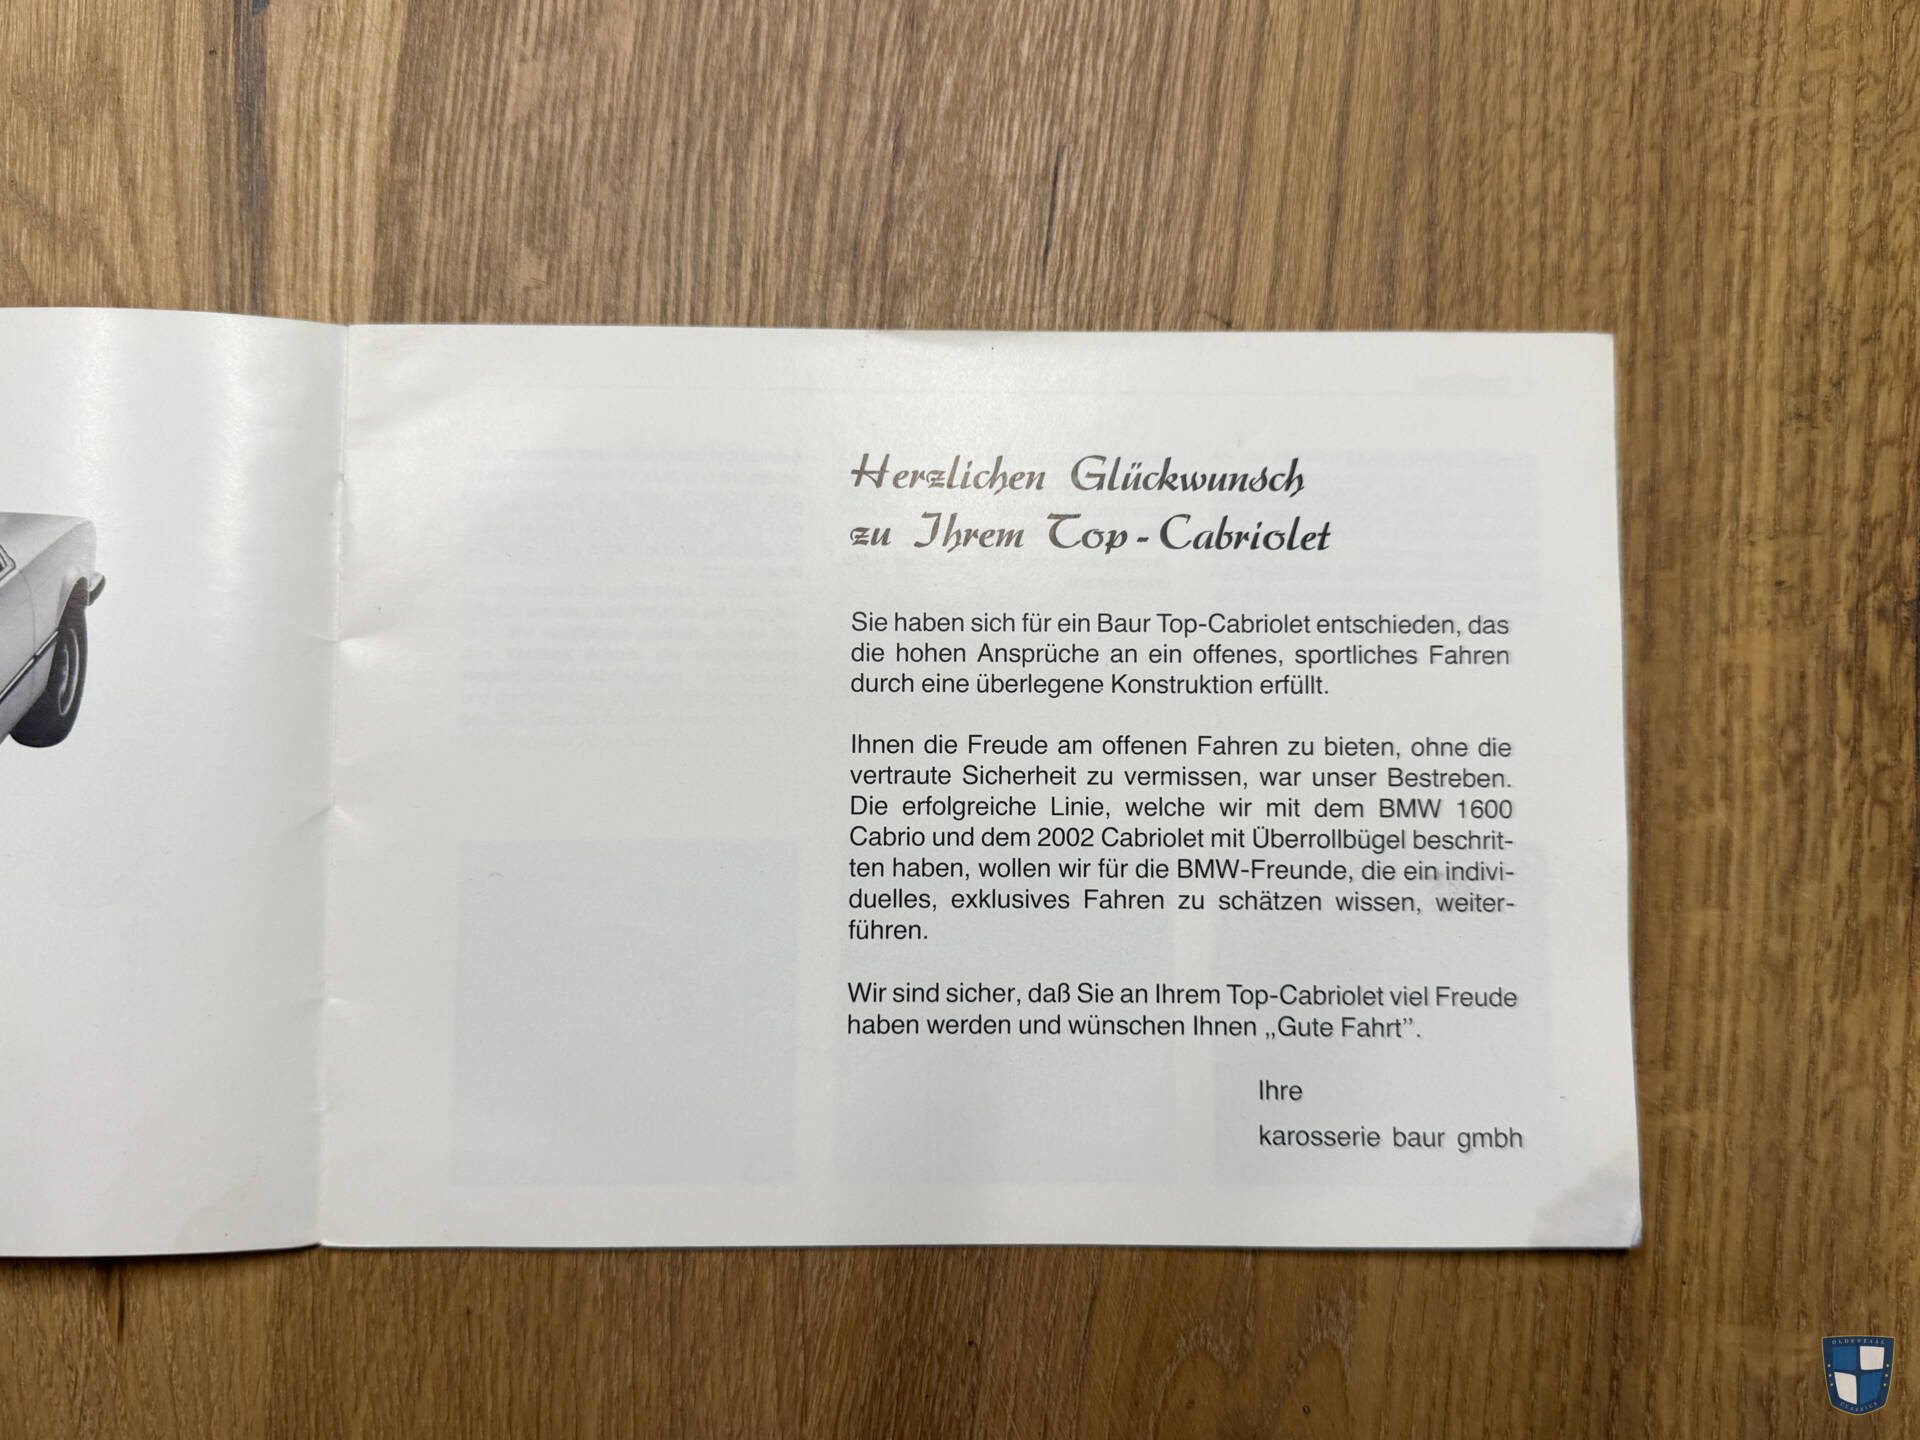 Herzlichen Glückwunsch
zu Ihrem Top-Cabriolet
Sie haben sich für ein Baur Top-Cabriolet entschieden, das
die hohen Ansprüche an ein offenes, sportliches Fahren
durch eine überlegene Konstruktion erfüllt.
Ihnen die Freude am offenen Fahren zu bieten, ohne die
vertraute Sicherheit zu vermissen, war unser Bestreben.
Die erfolgreiche Linie, welche wir mit dem BMW 1600
Cabrio und dem 2002 Cabriolet mit Überrollbügel beschrit-
ten haben, wollen wir für die BMW-Freunde, die ein indivi-
duelles, exklusives Fahren zu schätzen wissen, weiter-
führen.
Wir sind sicher, daß Sie an Ihrem Top-Cabriolet viel Freude
haben werden und wünschen Ihnen „Gute Fahrt”.
Ihre
karosserie baur gmbh
OLDENZAAL
CLASSICS